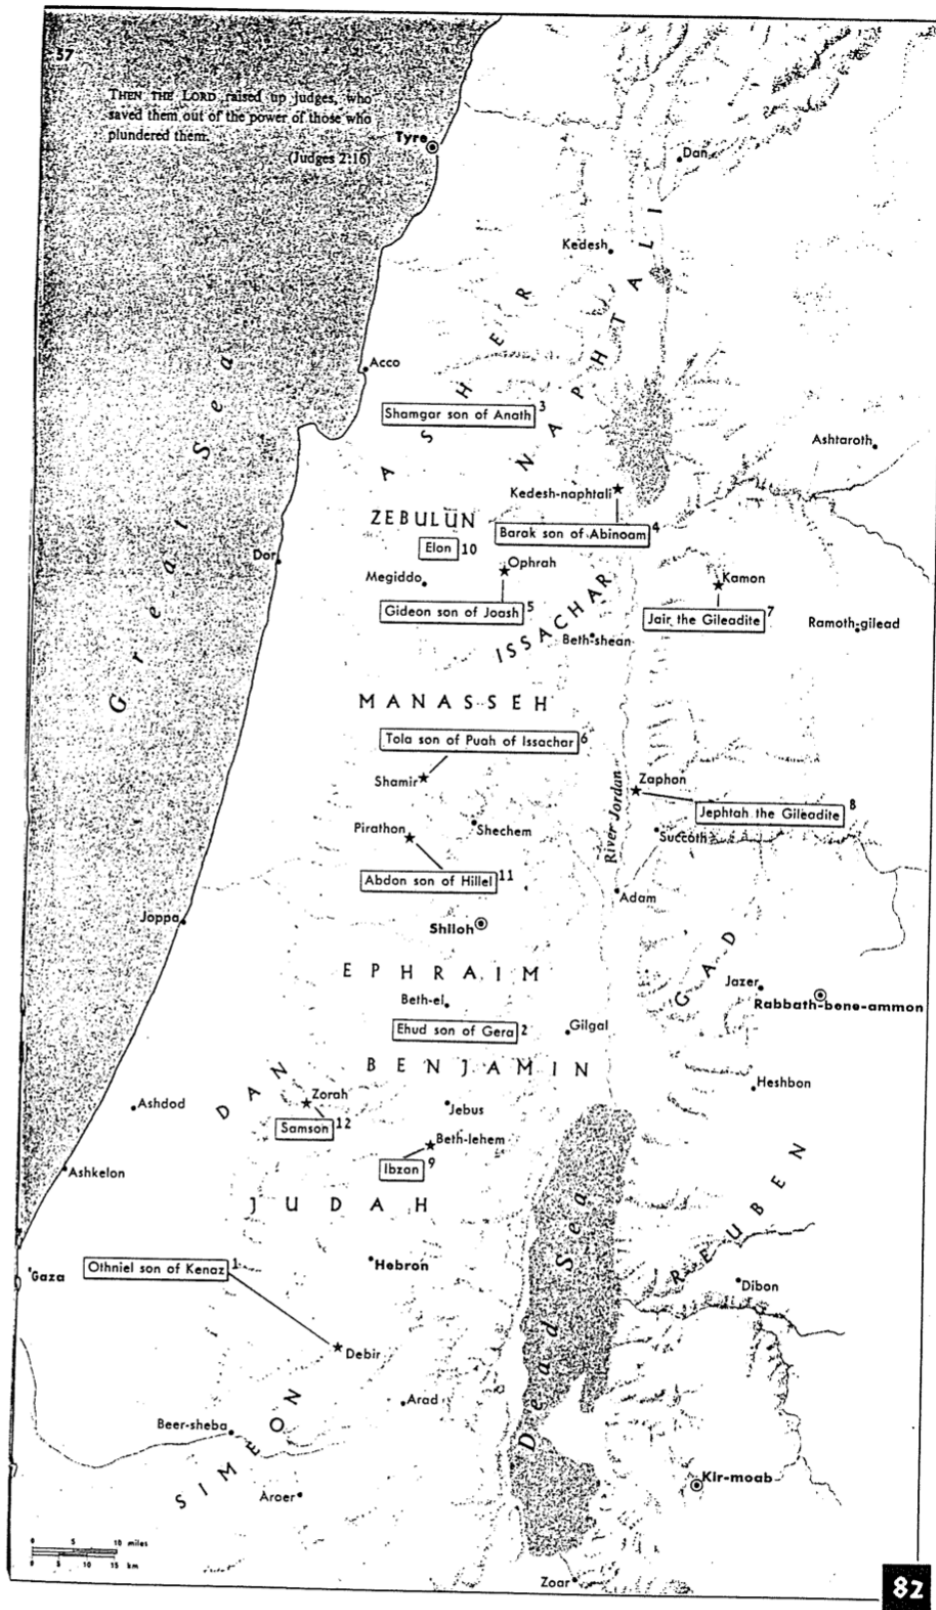 57
THEN THE LORD raised up judges, who
saved them out of the power of those who
plundered them.
(Judges 2:16)
Tyre
Dan
Kedesh
NAPHTALI
ASHER
Acco
Great Sea
Shamgar son of Anath 3
Ashtaroth
Kedesh-naphtali
ZEBULUN
Barak son of Abinoam 4
Elon 10
Dor
Ophrah
Megiddo
Kamon
Gideon son of Joash 5
ISSACHAR
Jair the Gileadite 7
Ramoth-gilead
Beth-shean
MANASSEH
Tola son of Puah of Issachar 6
Shamir
Zaphon
River Jordan
Jephtah the Gileadite 8
Pirathon
Shechem
Succoth
Abdon son of Hillel 11
Adam
Joppa
Shiloh
GAD
EPHRAIM
Jazer
Beth-el
Rabbath-bene-ammon
Ehud son of Gera 2
Gilgal
BENJAMIN
DAN
Heshbon
Zorah
Ashdod
Jebus
Samson 12
Beth-lehem
Ibzan 9
Ashkelon
JUDAH
REUBEN
Dead Sea
Othniel son of Kenaz 1
Hebron
Gaza
Dibon
Debir
Arad
Beer-sheba
SIMEON
Kir-moab
Aroer
0 5 10 miles
0 5 10 15 km
Zoar
82